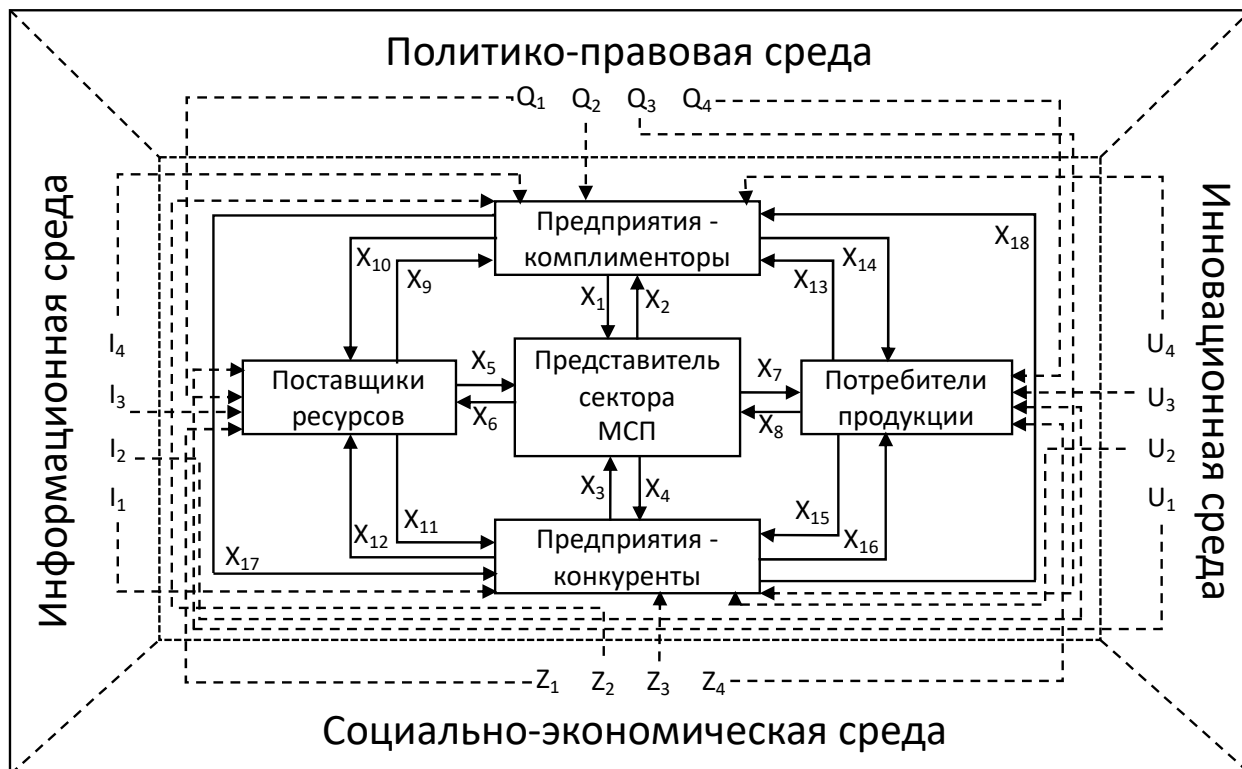 Политико-правовая среда
Q₁ Q₂ Q₃ Q₄
Информационная среда
Инновационная среда
Предприятия -
комплименторы
X₁₈
X₁₀
X₉
X₁
X₂
X₁₃
X₁₄
I₄
I₃
I₂
I₁
Поставщики
ресурсов
X₅
X₆
Представитель
сектора
МСП
X₇
X₈
Потребители
продукции
U₄
U₃
U₂
U₁
X₃
X₄
X₁₁
X₁₂
X₁₅
X₁₆
X₁₇
Предприятия -
конкуренты
Z₁ Z₂ Z₃ Z₄
Социально-экономическая среда